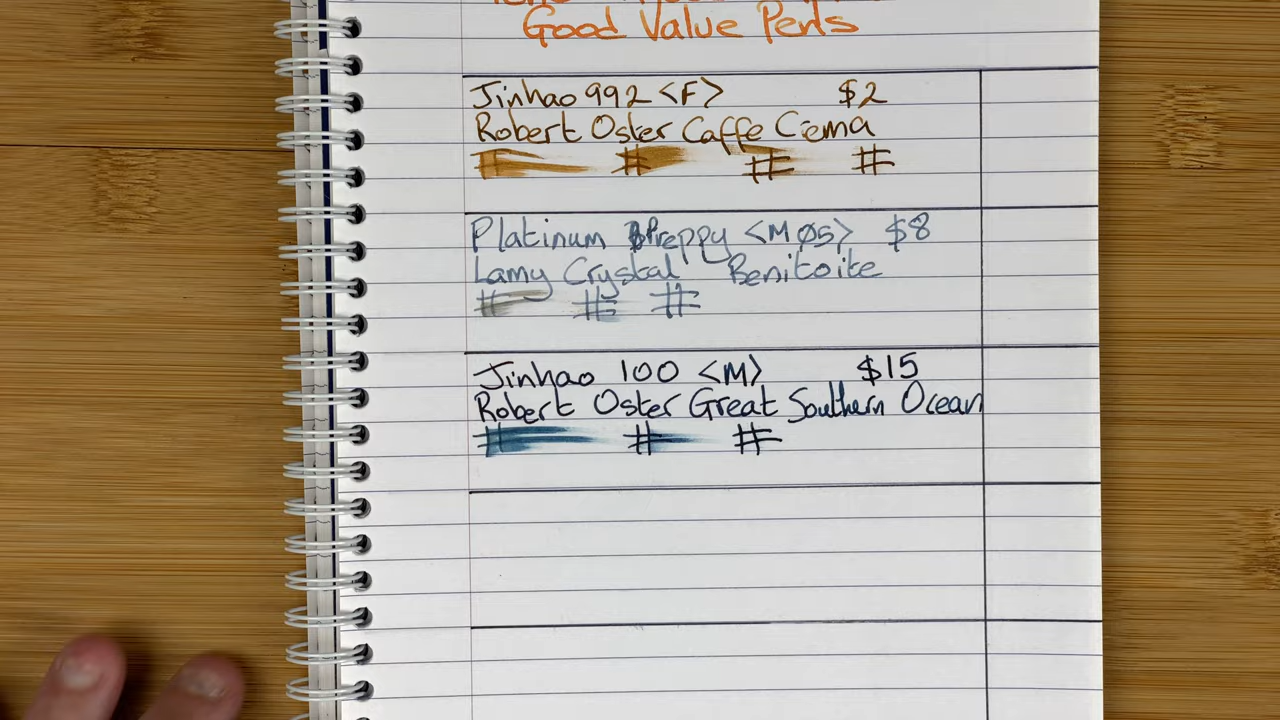 Good Value Pens
Jinhao 992 <F> $2
Robert Oster Caffe Crema
Platinum Preppy <M 05> $8
Lamy Crystal Benitoite
Jinhao 100 <M> $15
Robert Oster Great Southern Ocean